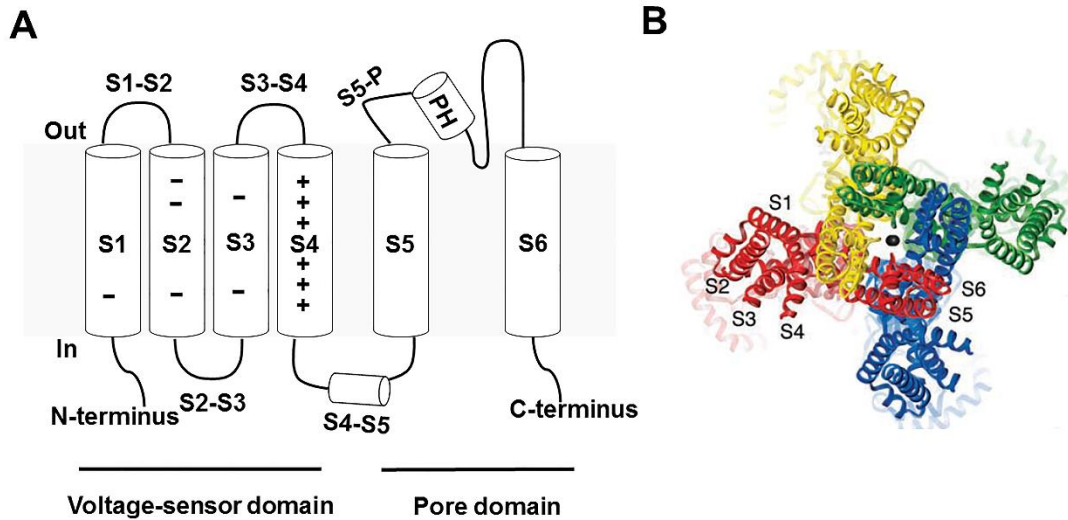 A
B
S1-S2
S3-S4
S5-P
PH
Out
- + 
- - +
+
S1 S2 S3 S4 S5 S6
+
- - - +
+
In
N-terminus
S2-S3
S4-S5
C-terminus
Voltage-sensor domain
Pore domain
S1
S2
S3
S4
S6
S5